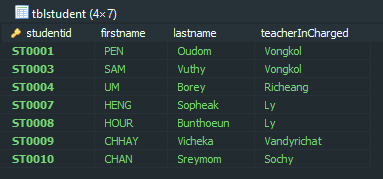 tblstudent (4×7)
studentid firstname lastname teacherInCharged
ST0001 PEN Oudom Vongkol
ST0003 SAM Vuthy Vongkol
ST0004 UM Borey Richeang
ST0007 HENG Sopheak Ly
ST0008 HOUR Bunthoeun Ly
ST0009 CHHAY Vicheka Vandyrichat
ST0010 CHAN Sreymom Sochy